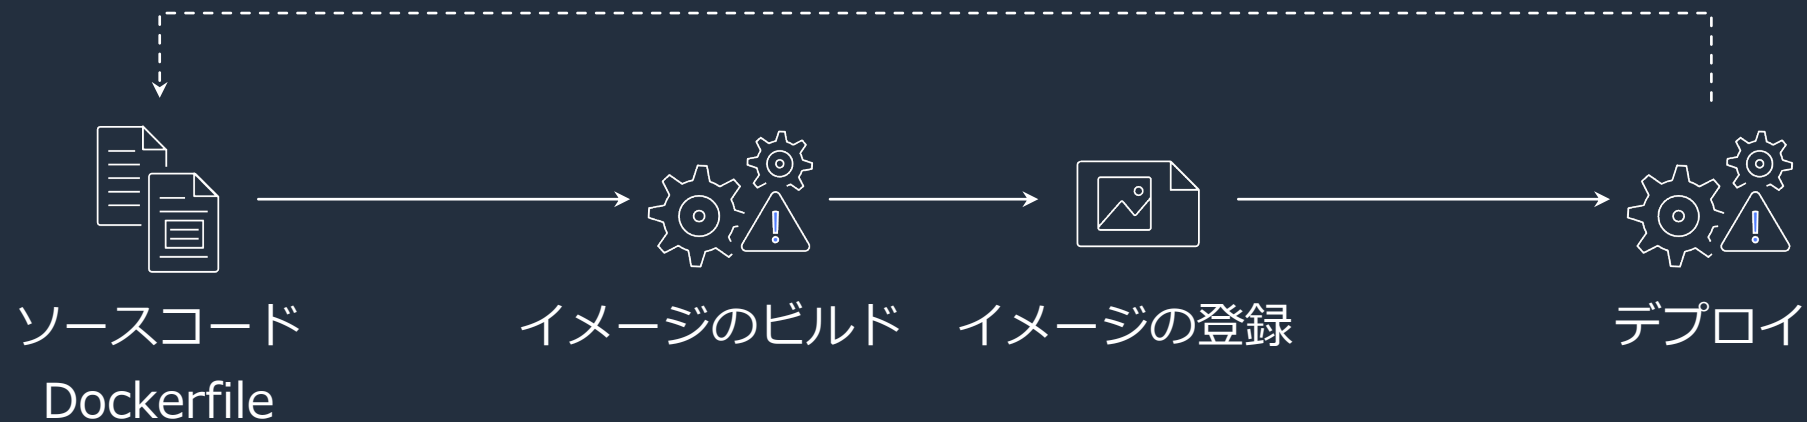 ソースコード
Dockerfile
イメージのビルド
イメージの登録
デプロイ